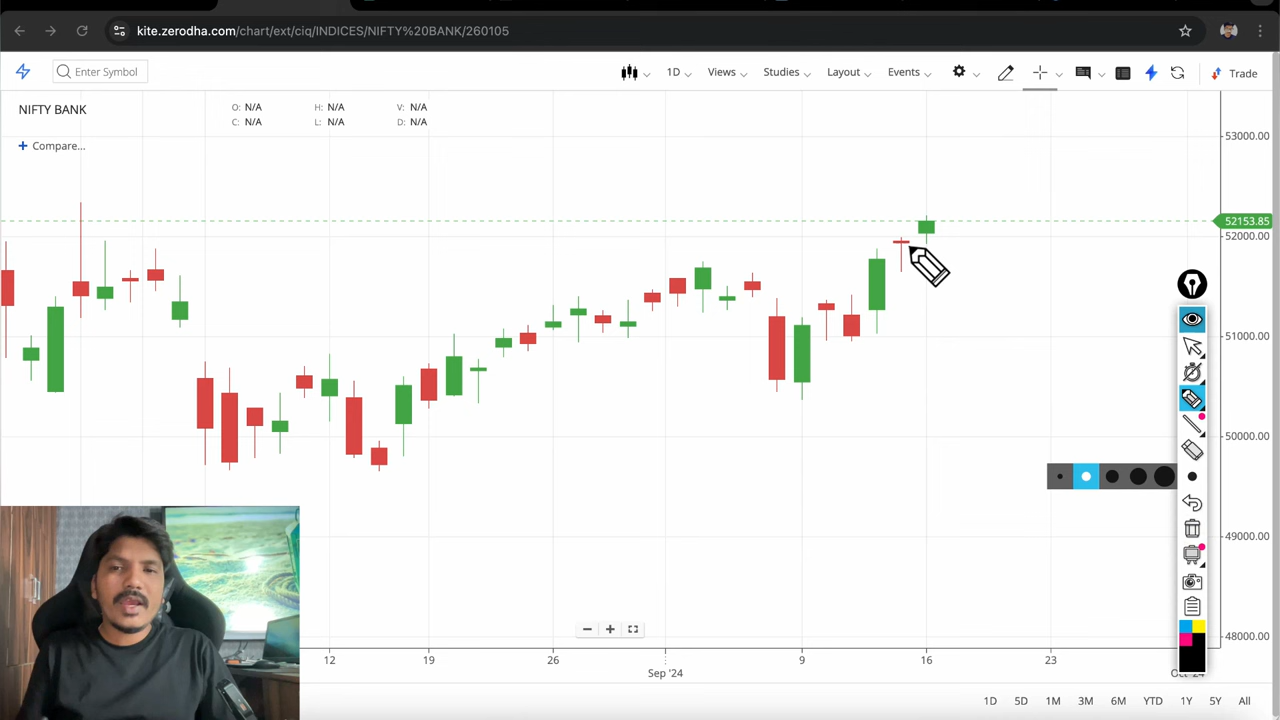 kite.zerodha.com/chart/ext/ciq/INDICES/NIFTY%20BANK/260105
Enter Symbol
1D
Views
Studies
Layout
Events
Trade
NIFTY BANK
O: N/A H: N/A V: N/A
C: N/A L: N/A D: N/A
+ Compare...
53000.00
52153.85
52000.00
51000.00
50000.00
49000.00
48000.00
12 19 26 9 16 23
Sep '24
1D 5D 1M 3M 6M YTD 1Y 5Y All